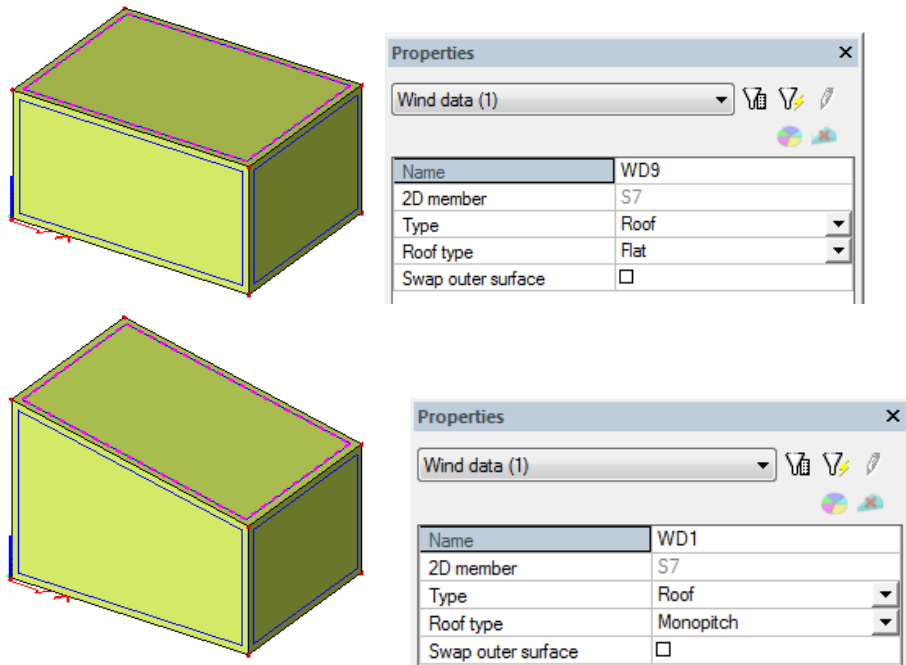 Properties
Wind data (1)
Name WD9
2D member S7
Type Roof
Roof type Flat
Swap outer surface
Properties
Wind data (1)
Name WD1
2D member S7
Type Roof
Roof type Monopitch
Swap outer surface